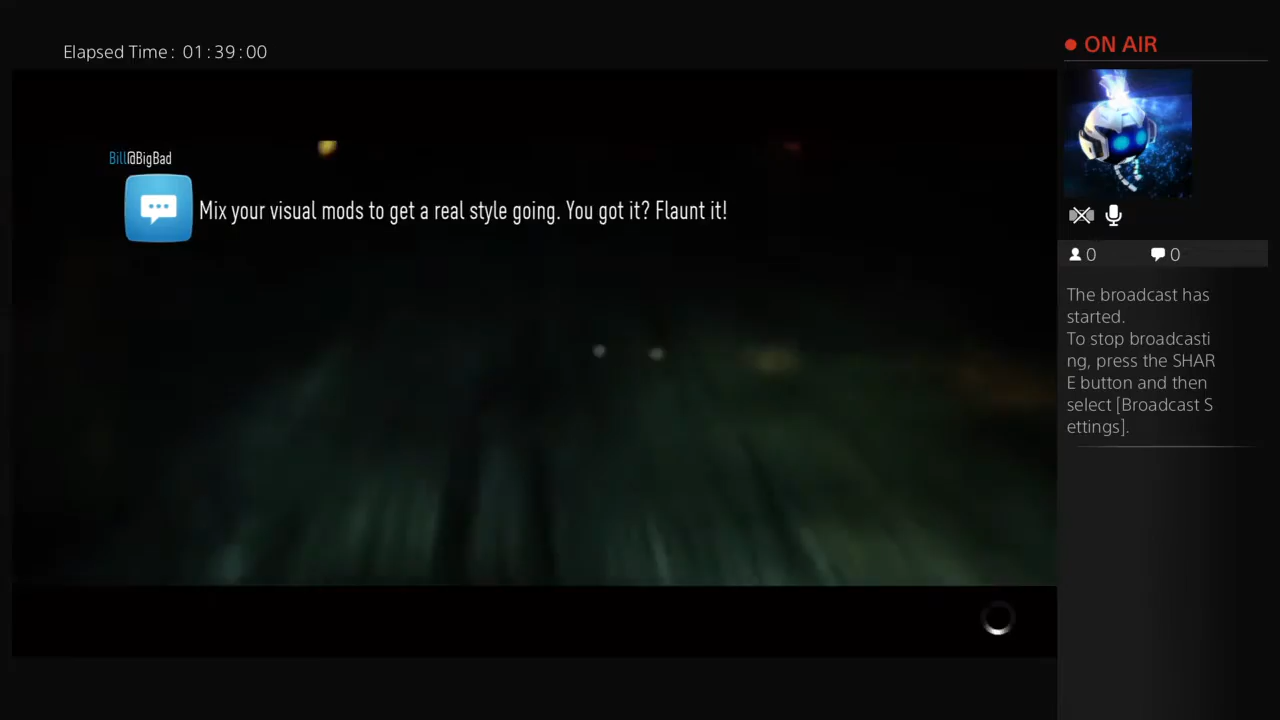 Elapsed Time: 01:39:00
ON AIR
Bill@BigBad
Mix your visual mods to get a real style going. You got it? Flaunt it!
0
0
The broadcast has
started.
To stop broadcasti
ng, press the SHAR
E button and then
select [Broadcast S
ettings].